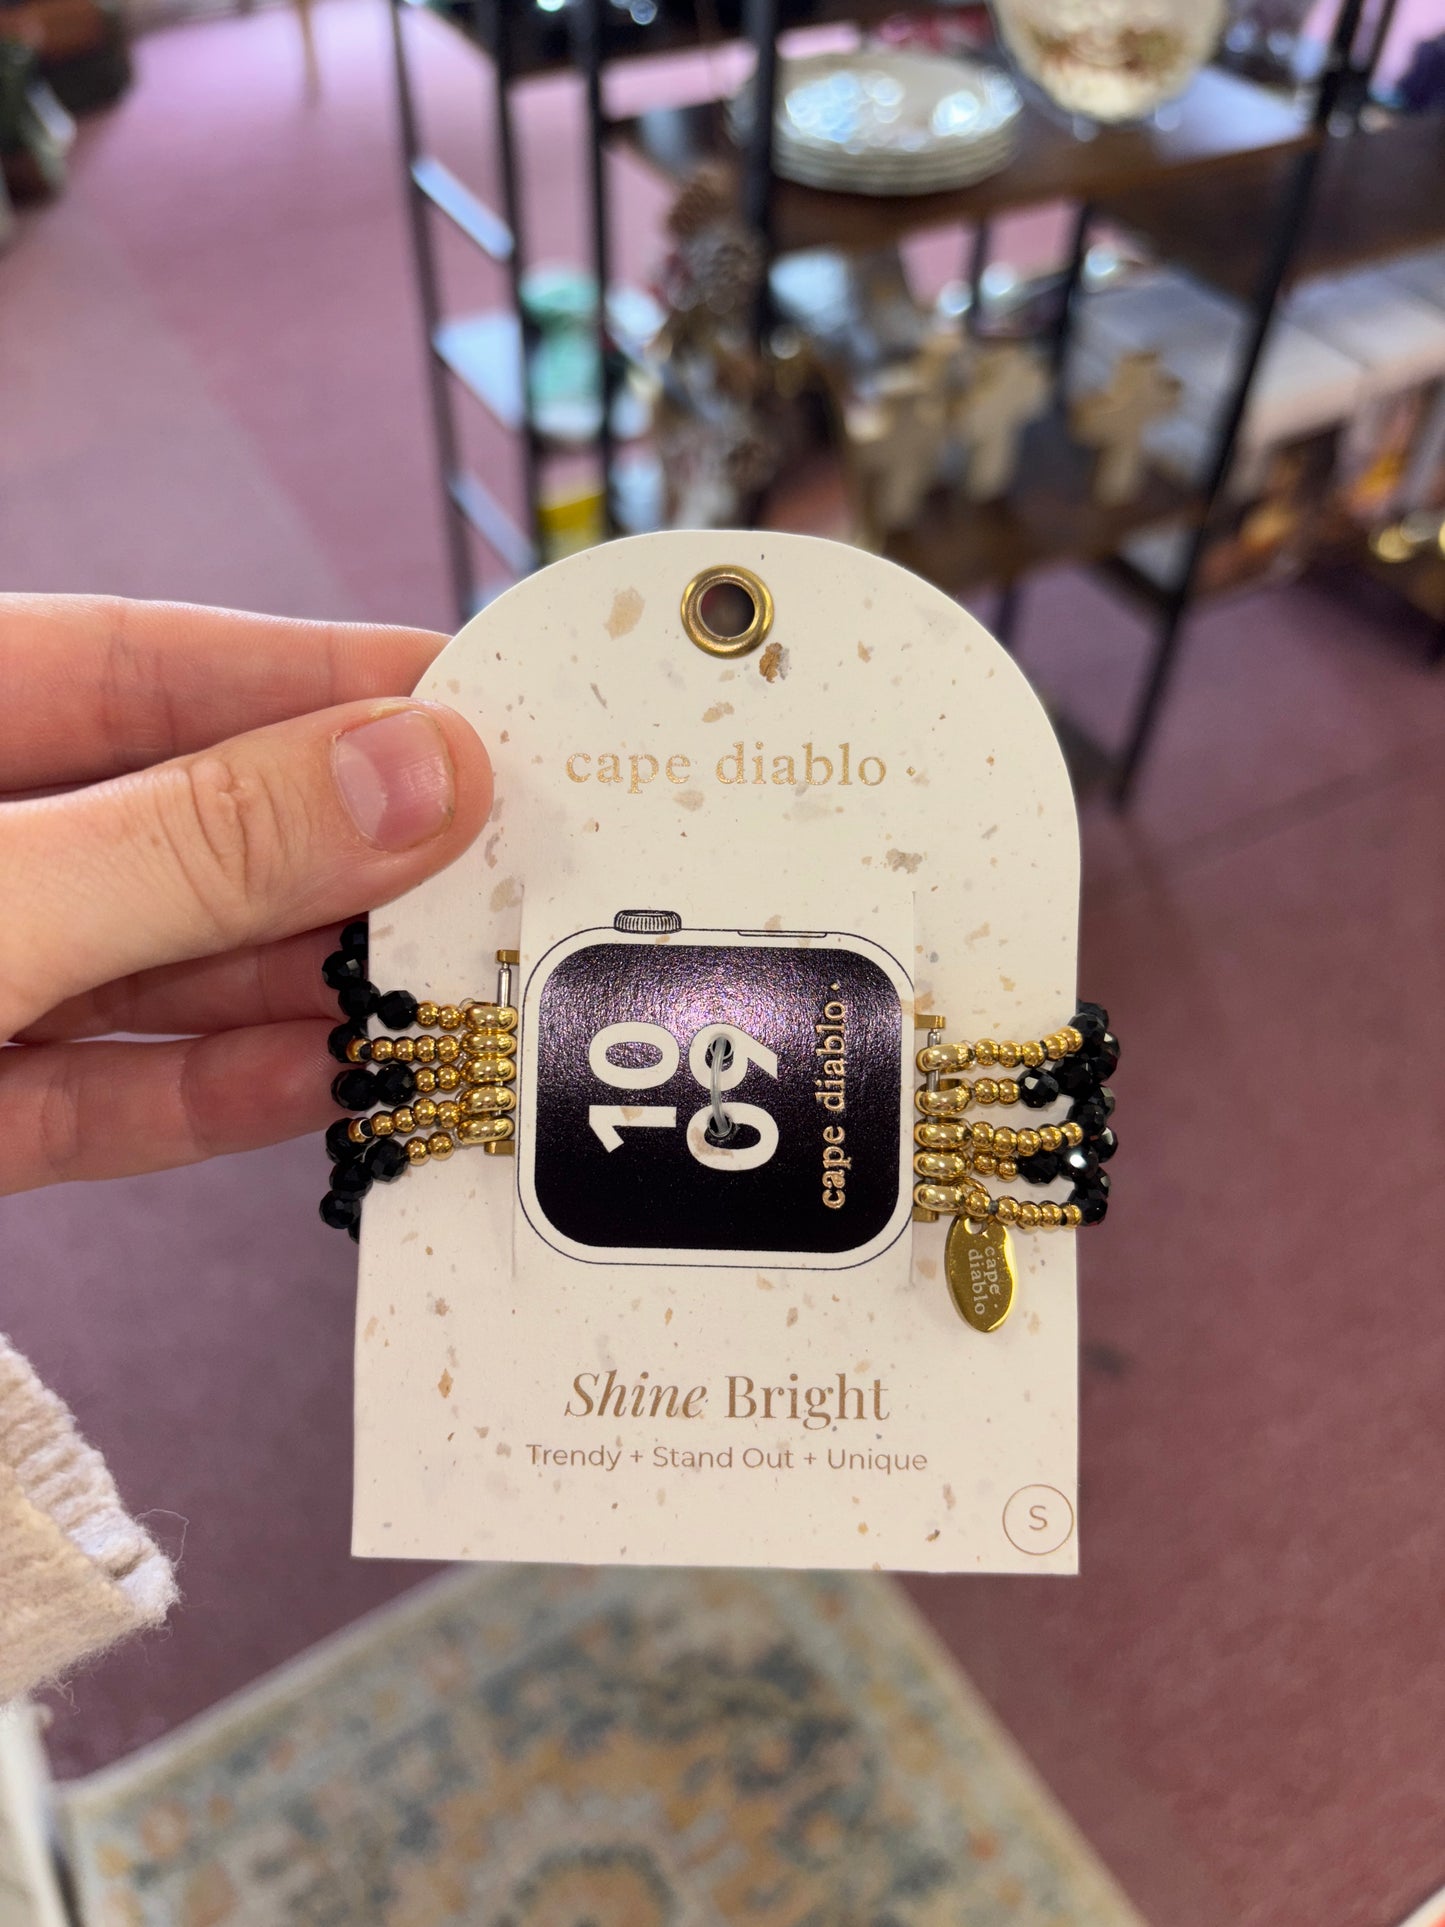 cape diablo.
10
09
cape diablo.
cape
diablo.
Shine Bright
Trendy + Stand Out + Unique
S